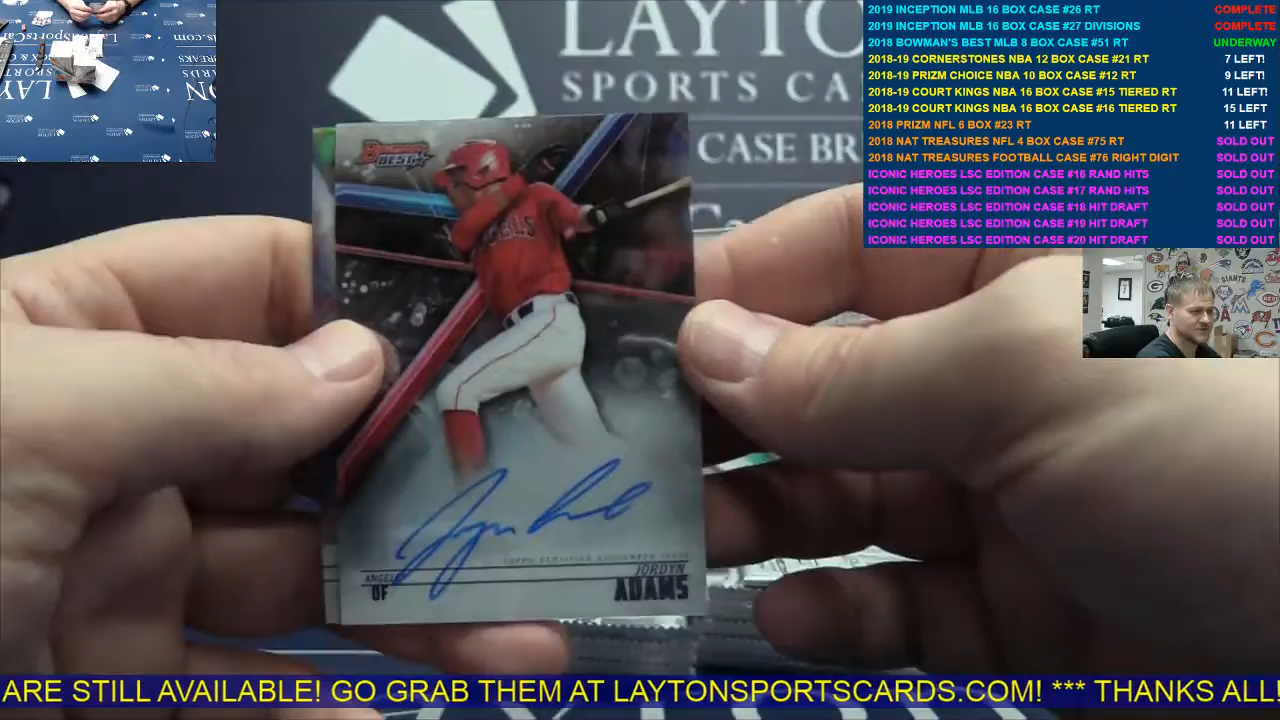 2019 INCEPTION MLB 16 BOX CASE #26 RT COMPLETE
2019 INCEPTION MLB 16 BOX CASE #27 DIVISIONS COMPLETE
2018 BOWMAN'S BEST MLB 8 BOX CASE #51 RT UNDERWAY
2018-19 CORNERSTONES NBA 12 BOX CASE #21 RT 7 LEFT!
2018-19 PRIZM CHOICE NBA 10 BOX CASE #12 RT 9 LEFT!
2018-19 COURT KINGS NBA 16 BOX CASE #15 TIERED RT 11 LEFT!
2018-19 COURT KINGS NBA 16 BOX CASE #16 TIERED RT 15 LEFT
2018 PRIZM NFL 6 BOX #23 RT 11 LEFT
2018 NAT TREASURES NFL 4 BOX CASE #75 RT SOLD OUT
2018 NAT TREASURES FOOTBALL CASE #76 RIGHT DIGIT SOLD OUT
ICONIC HEROES LSC EDITION CASE #16 RAND HITS SOLD OUT
ICONIC HEROES LSC EDITION CASE #17 RAND HITS SOLD OUT
ICONIC HEROES LSC EDITION CASE #18 HIT DRAFT SOLD OUT
ICONIC HEROES LSC EDITION CASE #19 HIT DRAFT SOLD OUT
ICONIC HEROES LSC EDITION CASE #20 HIT DRAFT SOLD OUT
LAYTO
SPORTS CA
CASE BR
BOWMAN'S
BEST
TOPPS CERTIFIED AUTOGRAPH ISSUE
ANGELS
OF
JORDYN
ADAMS
GIANTS
ARE STILL AVAILABLE! GO GRAB THEM AT LAYTONSPORTSCARDS.COM! *** THANKS ALL!